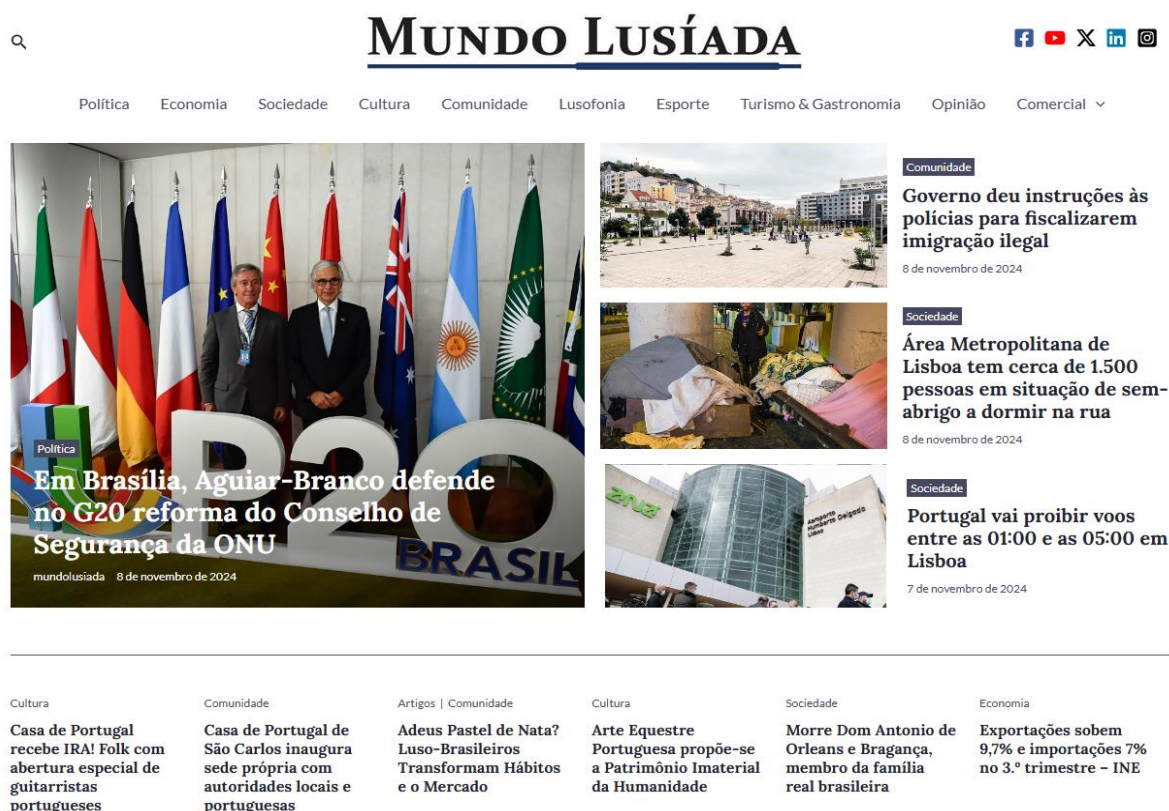 MUNDO LUSÍADA
Política Economia Sociedade Cultura Comunidade Lusofonia Esporte Turismo & Gastronomia Opinião Comercial
P20
BRASIL
Política
Em Brasília, Aguiar-Branco defende
no G20 reforma do Conselho de
Segurança da ONU
mundolusiada 8 de novembro de 2024
Comunidade
Governo deu instruções às
polícias para fiscalizarem
imigração ilegal
8 de novembro de 2024
Sociedade
Área Metropolitana de
Lisboa tem cerca de 1.500
pessoas em situação de sem-
abrigo a dormir na rua
8 de novembro de 2024
ana
Aeroporto
Humberto Delgado
Lisboa
Sociedade
Portugal vai proibir voos
entre as 01:00 e as 05:00 em
Lisboa
7 de novembro de 2024
Cultura
Casa de Portugal
recebe IRA! Folk com
abertura especial de
guitarristas
portugueses
Comunidade
Casa de Portugal de
São Carlos inaugura
sede própria com
autoridades locais e
portuguesas
Artigos | Comunidade
Adeus Pastel de Nata?
Luso-Brasileiros
Transformam Hábitos
e o Mercado
Cultura
Arte Equestre
Portuguesa propõe-se
a Patrimônio Imaterial
da Humanidade
Sociedade
Morre Dom Antonio de
Orleans e Bragança,
membro da família
real brasileira
Economia
Exportações sobem
9,7% e importações 7%
no 3.º trimestre – INE